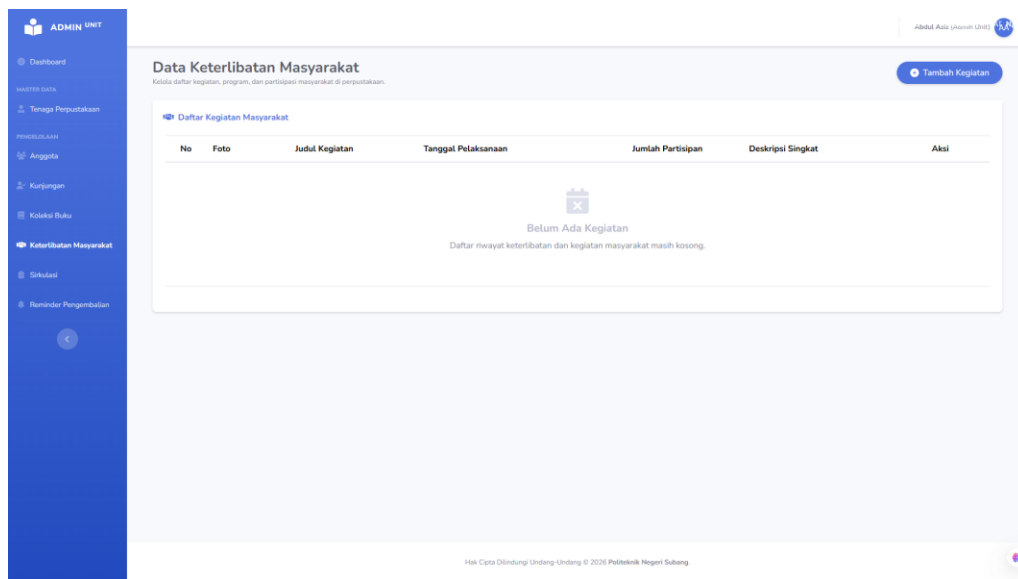 ADMIN UNIT
Abdul Aziz (Admin Unit)
Dashboard
MASTER DATA
Tenaga Perpustakaan
PENGELOLAAN
Anggota
Kunjungan
Koleksi Buku
Keterlibatan Masyarakat
Sirkulasi
Reminder Pengembalian
Data Keterlibatan Masyarakat
Kelola daftar kegiatan, program, dan partisipasi masyarakat di perpustakaan.
Tambah Kegiatan
Daftar Kegiatan Masyarakat
No Foto Judul Kegiatan Tanggal Pelaksanaan Jumlah Partisipan Deskripsi Singkat Aksi
Belum Ada Kegiatan
Daftar riwayat keterlibatan dan kegiatan masyarakat masih kosong.
Hak Cipta Dilindungi Undang-Undang © 2026 Politeknik Negeri Subang.